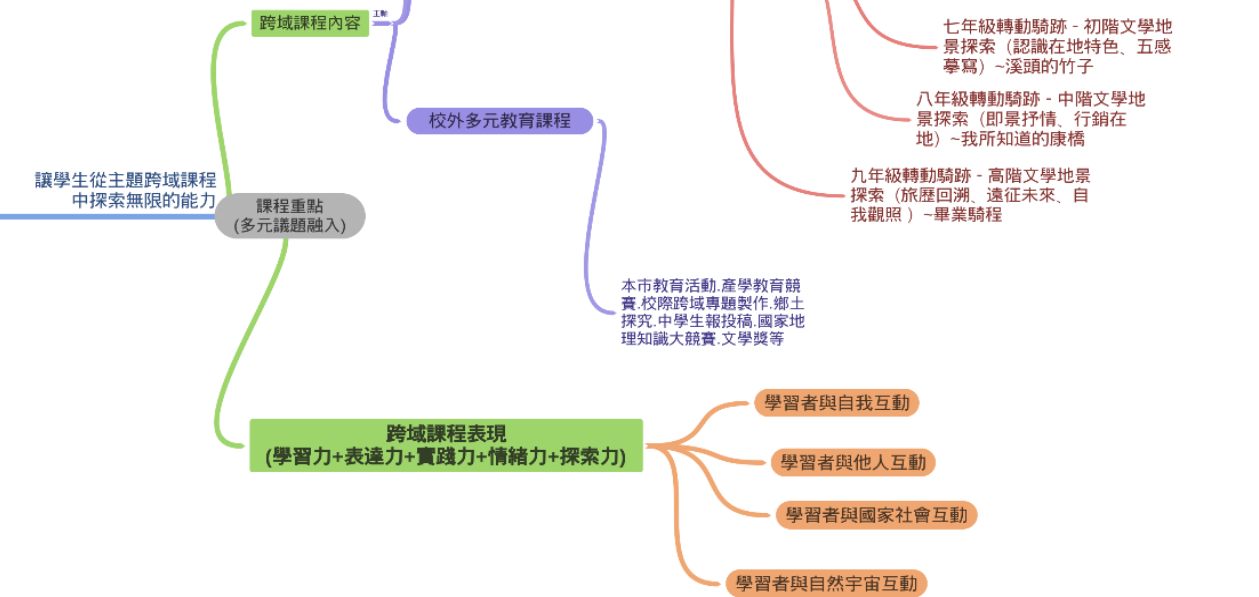 跨域課程內容
七年級轉動騎跡 - 初階文學地
景探索（認識在地特色、五感
摹寫）~溪頭的竹子
八年級轉動騎跡 - 中階文學地
景探索（即景抒情、行銷在
地）~我所知道的康橋
校外多元教育課程
九年級轉動騎跡 - 高階文學地景
探索（旅歷回溯、遠征未來、自
我觀照 ）~畢業騎程
讓學生從主題跨域課程
中探索無限的能力
課程重點
(多元議題融入)
本市教育活動.產學教育競
賽.校際跨域專題製作.鄉土
探究.中學生報投稿.國家地
理知識大競賽.文學獎等
跨域課程表現
(學習力+表達力+實踐力+情緒力+探索力)
學習者與自我互動
學習者與他人互動
學習者與國家社會互動
學習者與自然宇宙互動